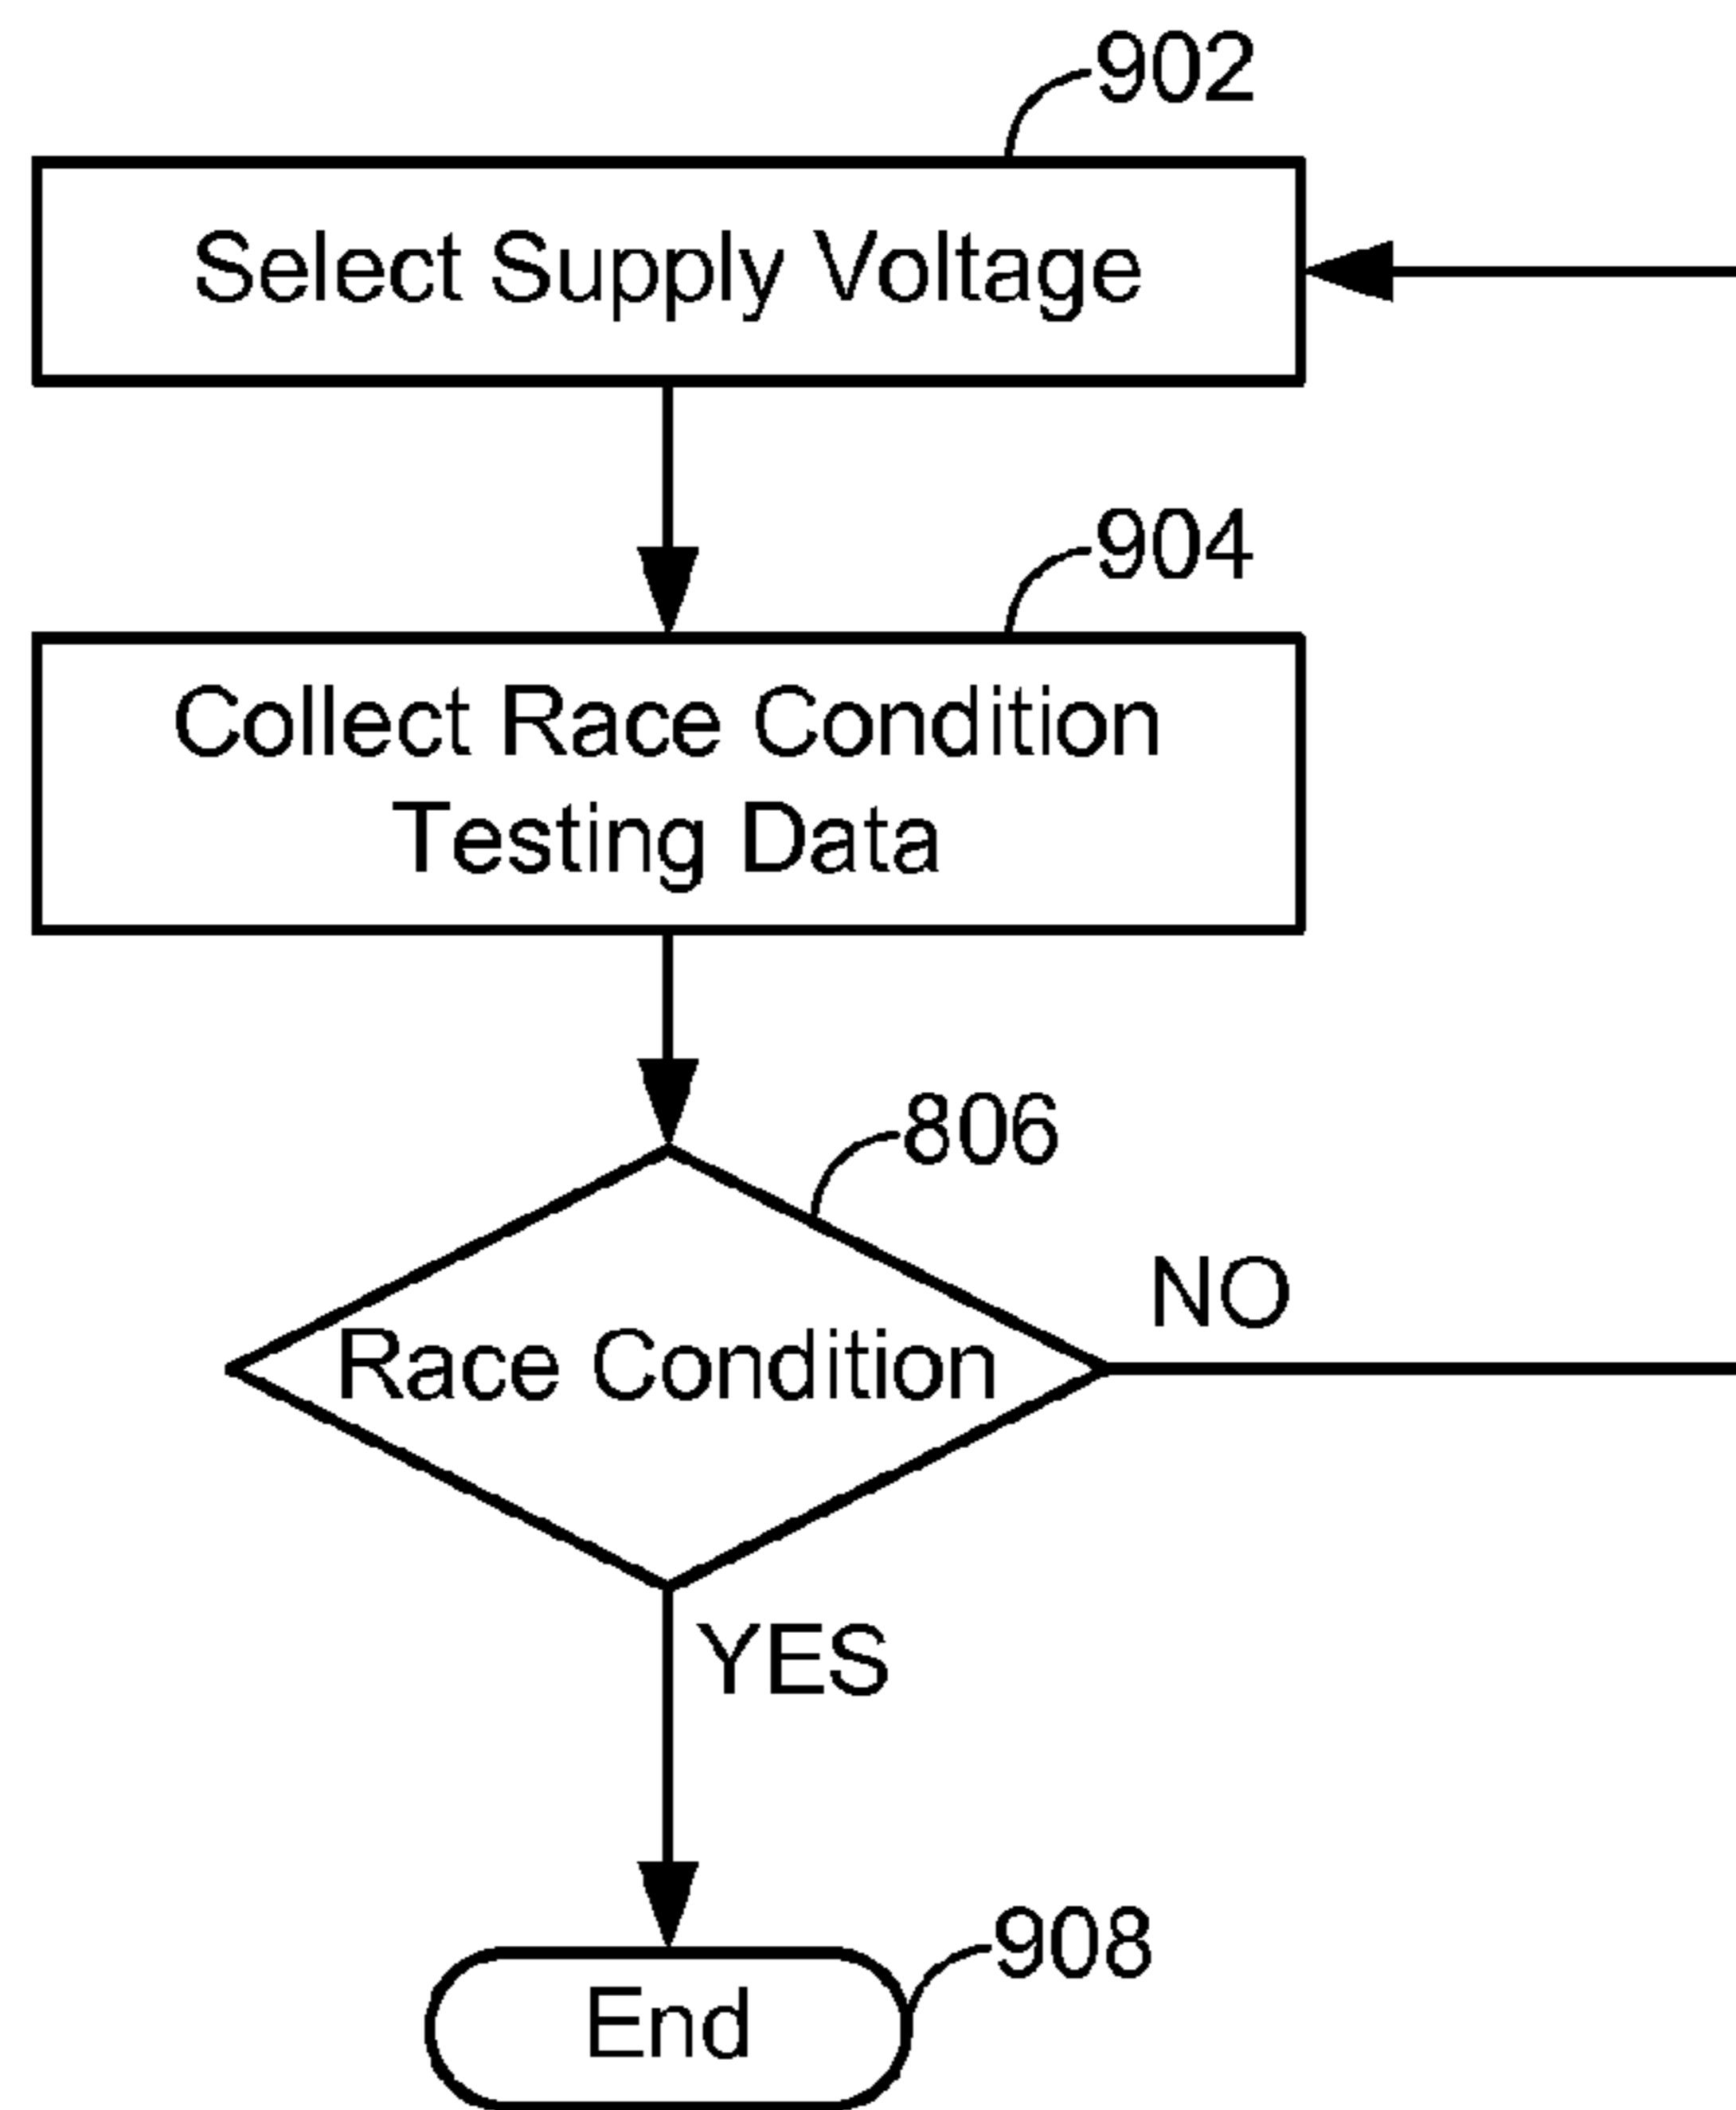 902
Select Supply Voltage
904
Collect Race Condition
Testing Data
806
NO
Race Condition
YES
908
End